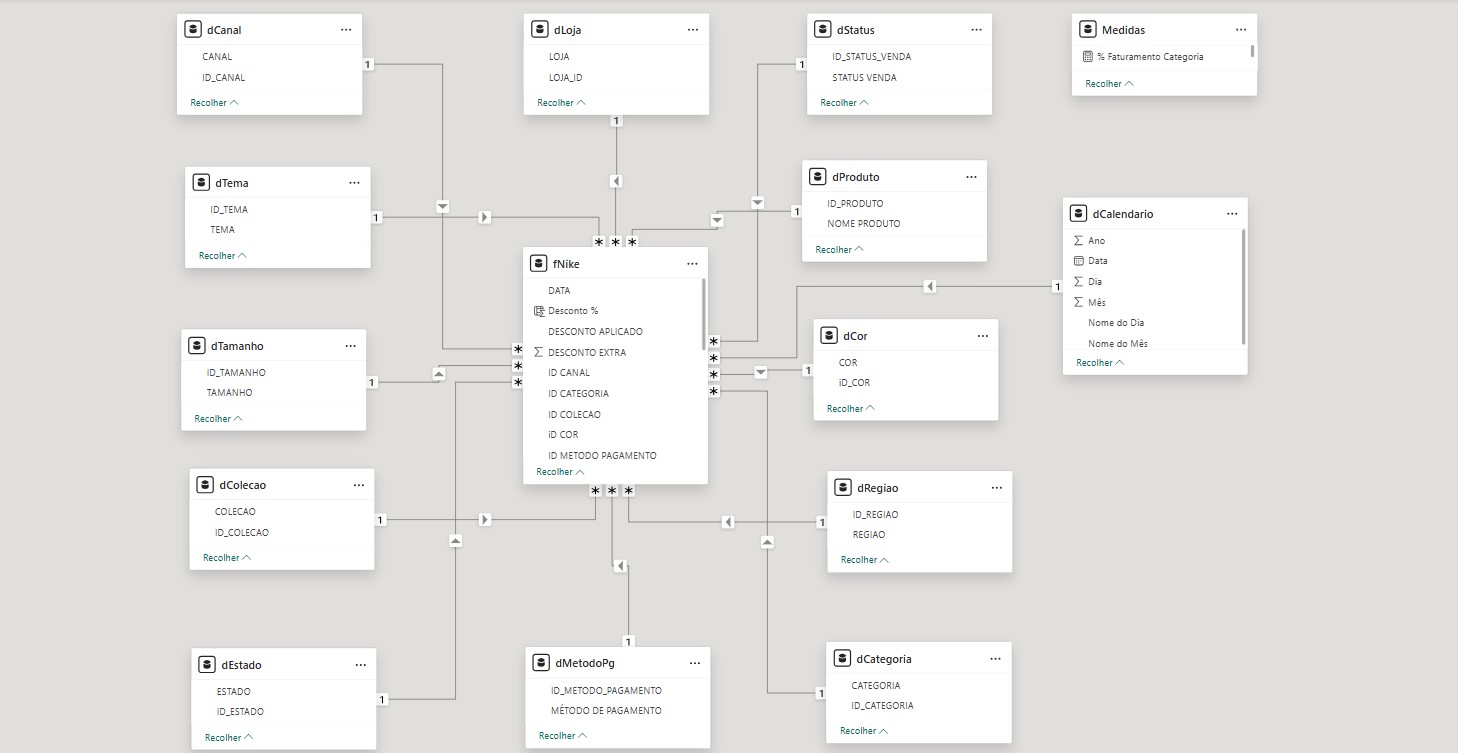 dCanal
CANAL
ID_CANAL
Recolher
dLoja
LOJA
LOJA_ID
Recolher
dStatus
ID_STATUS_VENDA
STATUS VENDA
Recolher
Medidas
% Faturamento Categoria
Recolher
dTema
ID_TEMA
TEMA
Recolher
dProduto
ID_PRODUTO
NOME PRODUTO
Recolher
dCalendario
Ano
Data
Dia
Mês
Nome do Dia
Nome do Mês
Recolher
fNike
DATA
Desconto %
DESCONTO APLICADO
DESCONTO EXTRA
ID CANAL
ID CATEGORIA
ID COLECAO
iD COR
ID METODO PAGAMENTO
Recolher
dTamanho
ID_TAMANHO
TAMANHO
Recolher
dCor
COR
iD_COR
Recolher
dColecao
COLECAO
ID_COLECAO
Recolher
dRegiao
ID_REGIAO
REGIAO
Recolher
dEstado
ESTADO
ID_ESTADO
Recolher
dMetodoPg
ID_METODO_PAGAMENTO
MÉTODO DE PAGAMENTO
Recolher
dCategoria
CATEGORIA
ID_CATEGORIA
Recolher
1
1
1
1
1
1
1
1
1
1
1
1
1
*
*
*
*
*
*
*
*
*
*
*
*
*